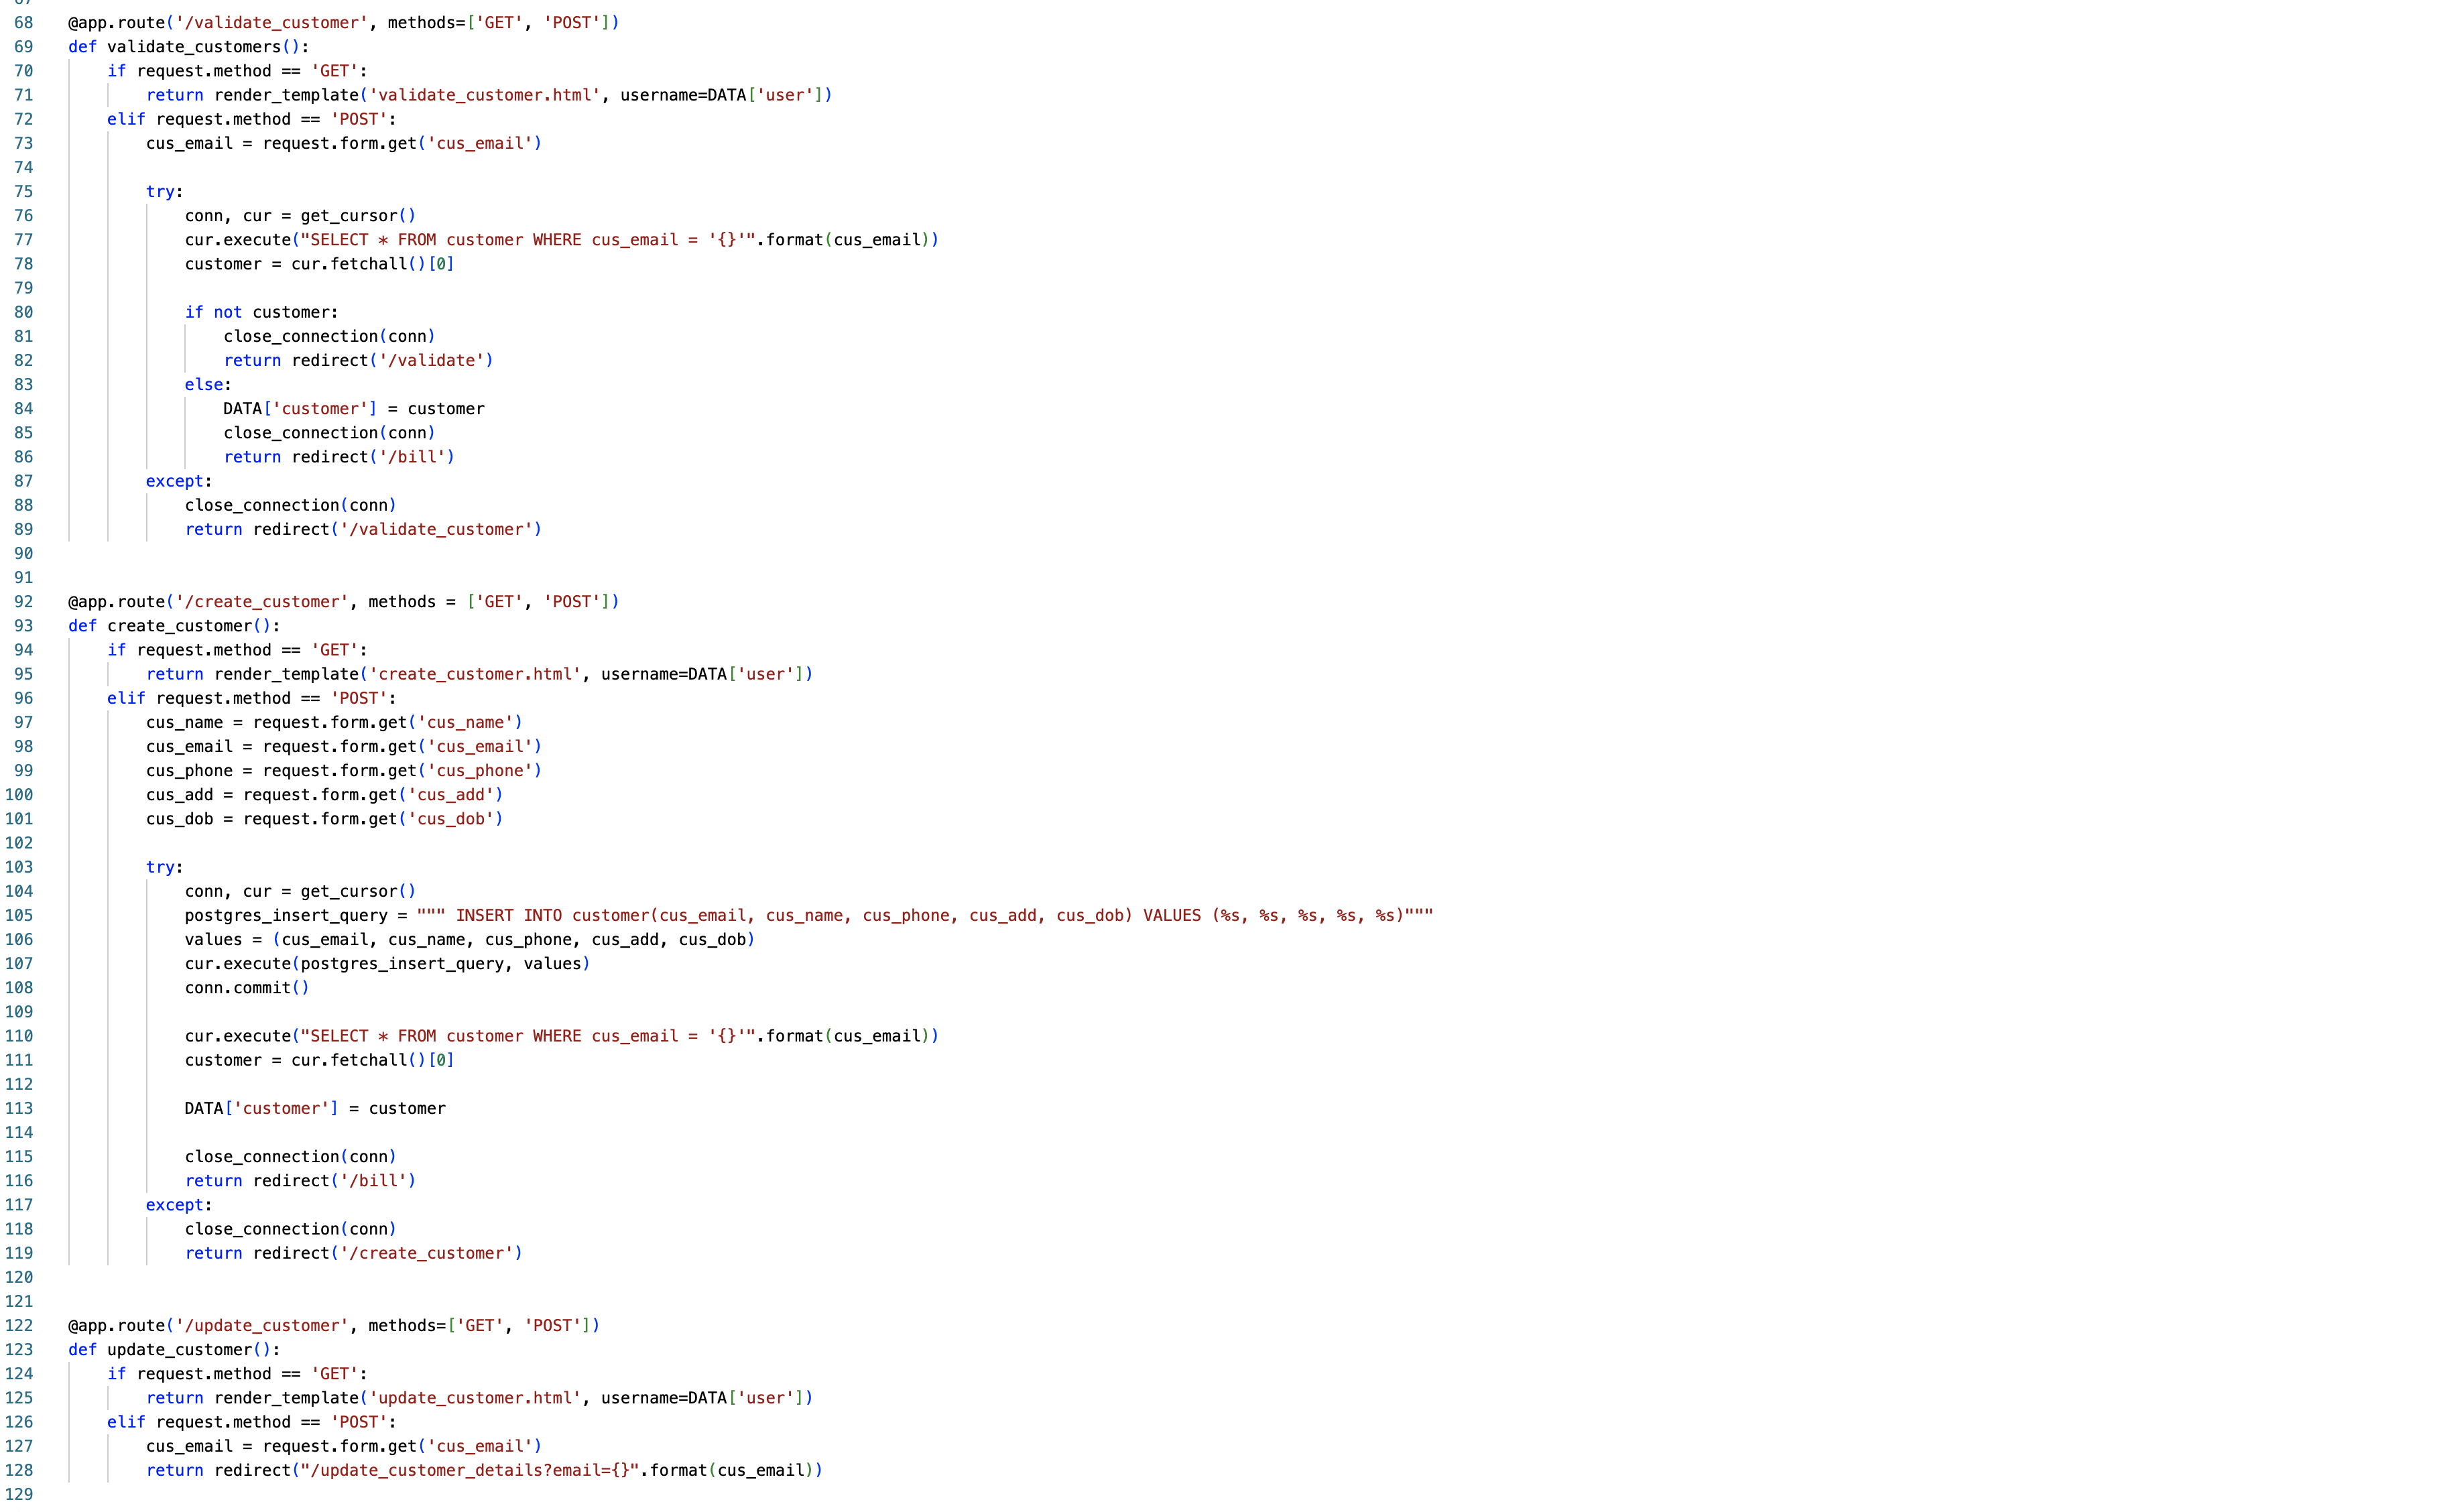 67
68 @app.route('/validate_customer', methods=['GET', 'POST'])
69 def validate_customers():
70     if request.method == 'GET':
71         return render_template('validate_customer.html', username=DATA['user'])
72     elif request.method == 'POST':
73         cus_email = request.form.get('cus_email')
74
75         try:
76             conn, cur = get_cursor()
77             cur.execute("SELECT * FROM customer WHERE cus_email = '{}'".format(cus_email))
78             customer = cur.fetchall()[0]
79
80             if not customer:
81                 close_connection(conn)
82                 return redirect('/validate')
83             else:
84                 DATA['customer'] = customer
85                 close_connection(conn)
86                 return redirect('/bill')
87         except:
88             close_connection(conn)
89             return redirect('/validate_customer')
90
91
92 @app.route('/create_customer', methods = ['GET', 'POST'])
93 def create_customer():
94     if request.method == 'GET':
95         return render_template('create_customer.html', username=DATA['user'])
96     elif request.method == 'POST':
97         cus_name = request.form.get('cus_name')
98         cus_email = request.form.get('cus_email')
99         cus_phone = request.form.get('cus_phone')
100         cus_add = request.form.get('cus_add')
101         cus_dob = request.form.get('cus_dob')
102
103         try:
104             conn, cur = get_cursor()
105             postgres_insert_query = """ INSERT INTO customer(cus_email, cus_name, cus_phone, cus_add, cus_dob) VALUES (%s, %s, %s, %s, %s)"""
106             values = (cus_email, cus_name, cus_phone, cus_add, cus_dob)
107             cur.execute(postgres_insert_query, values)
108             conn.commit()
109
110             cur.execute("SELECT * FROM customer WHERE cus_email = '{}'".format(cus_email))
111             customer = cur.fetchall()[0]
112
113             DATA['customer'] = customer
114
115             close_connection(conn)
116             return redirect('/bill')
117         except:
118             close_connection(conn)
119             return redirect('/create_customer')
120
121
122 @app.route('/update_customer', methods=['GET', 'POST'])
123 def update_customer():
124     if request.method == 'GET':
125         return render_template('update_customer.html', username=DATA['user'])
126     elif request.method == 'POST':
127         cus_email = request.form.get('cus_email')
128         return redirect("/update_customer_details?email={}".format(cus_email))
129